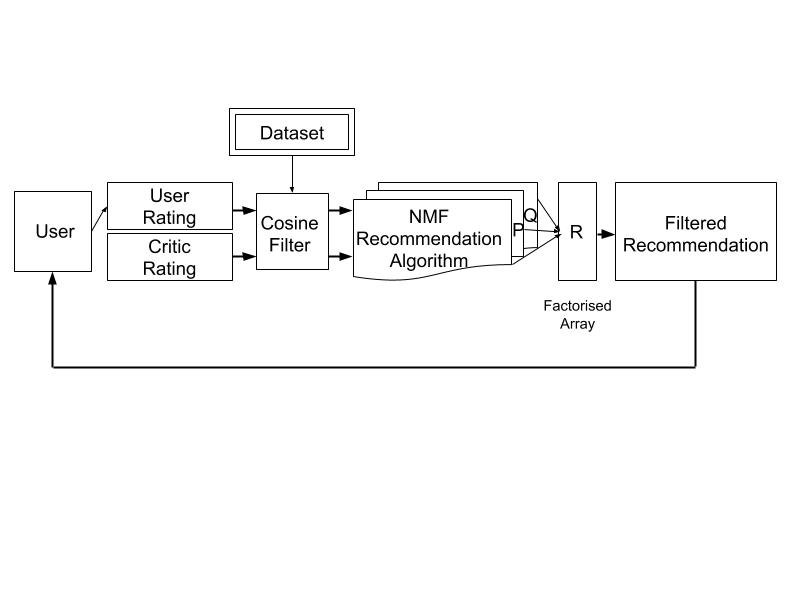 Dataset
User
User
Rating
Critic
Rating
Cosine
Filter
NMF
Recommendation
Algorithm
P
Q
R
Factorised
Array
Filtered
Recommendation